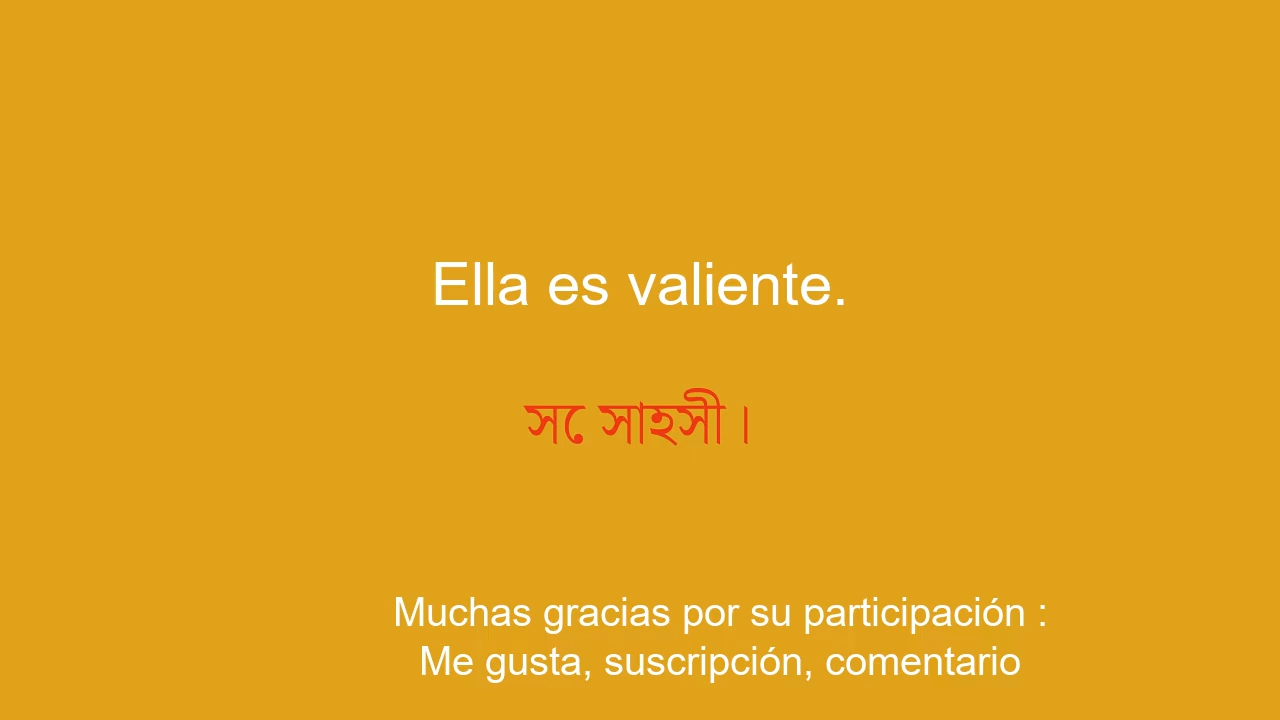 Ella es valiente.
সে সাহসী।
Muchas gracias por su participación :
Me gusta, suscripción, comentario